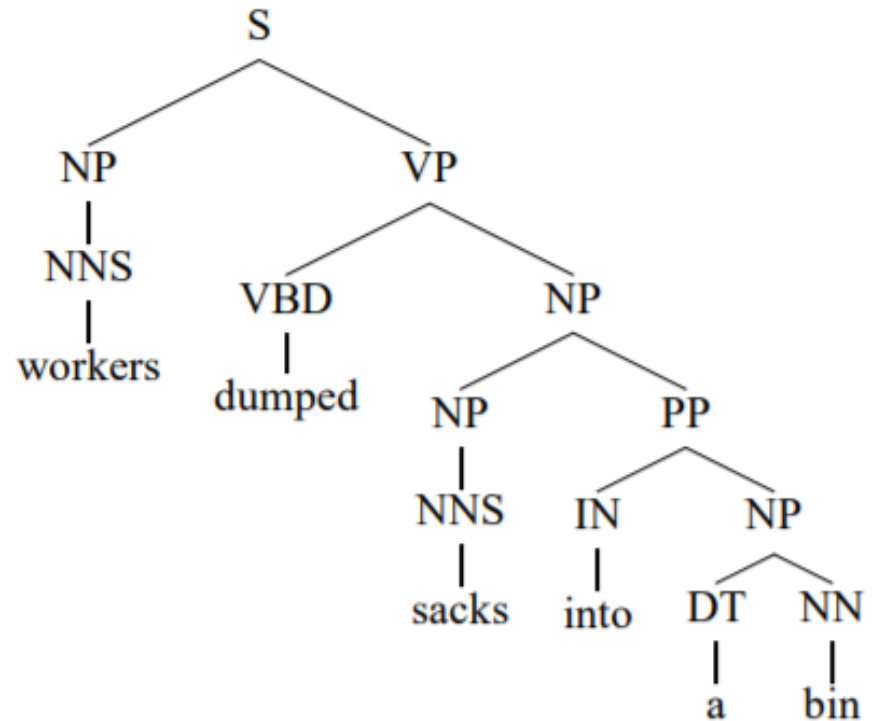 S
NP VP
NNS
VBD NP
workers
dumped
NP PP
NNS IN NP
sacks into DT NN
a bin